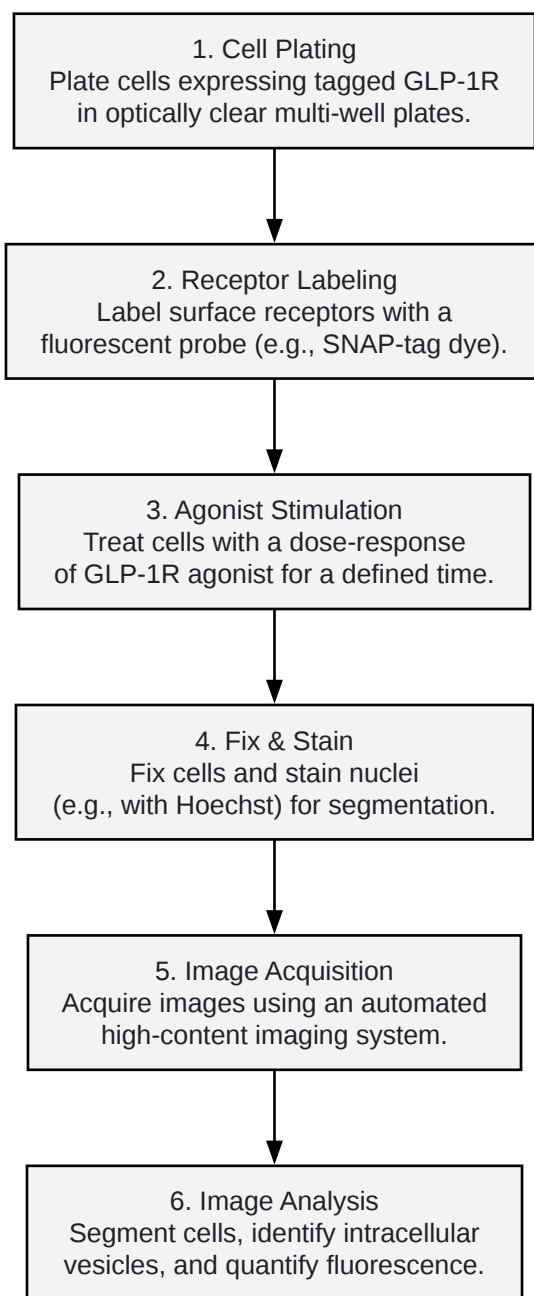 1. Cell Plating
Plate cells expressing tagged GLP-1R
in optically clear multi-well plates.
2. Receptor Labeling
Label surface receptors with a
fluorescent probe (e.g., SNAP-tag dye).
3. Agonist Stimulation
Treat cells with a dose-response
of GLP-1R agonist for a defined time.
4. Fix & Stain
Fix cells and stain nuclei
(e.g., with Hoechst) for segmentation.
5. Image Acquisition
Acquire images using an automated
high-content imaging system.
6. Image Analysis
Segment cells, identify intracellular
vesicles, and quantify fluorescence.